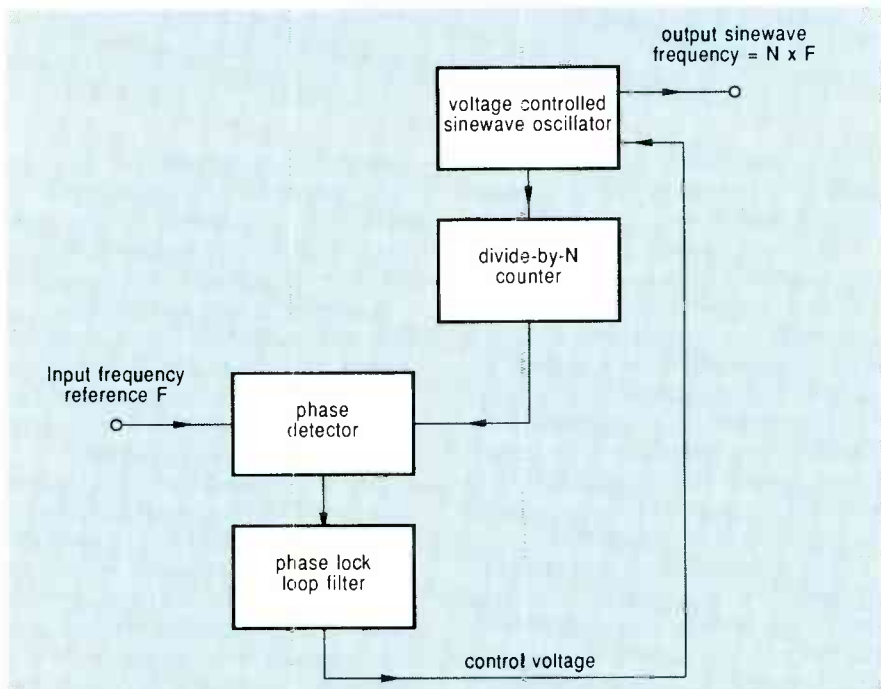 output sinewave
frequency = N x F
voltage controlled
sinewave oscillator
divide-by-N
counter
Input frequency
reference F
phase
detector
phase lock
loop filter
control voltage